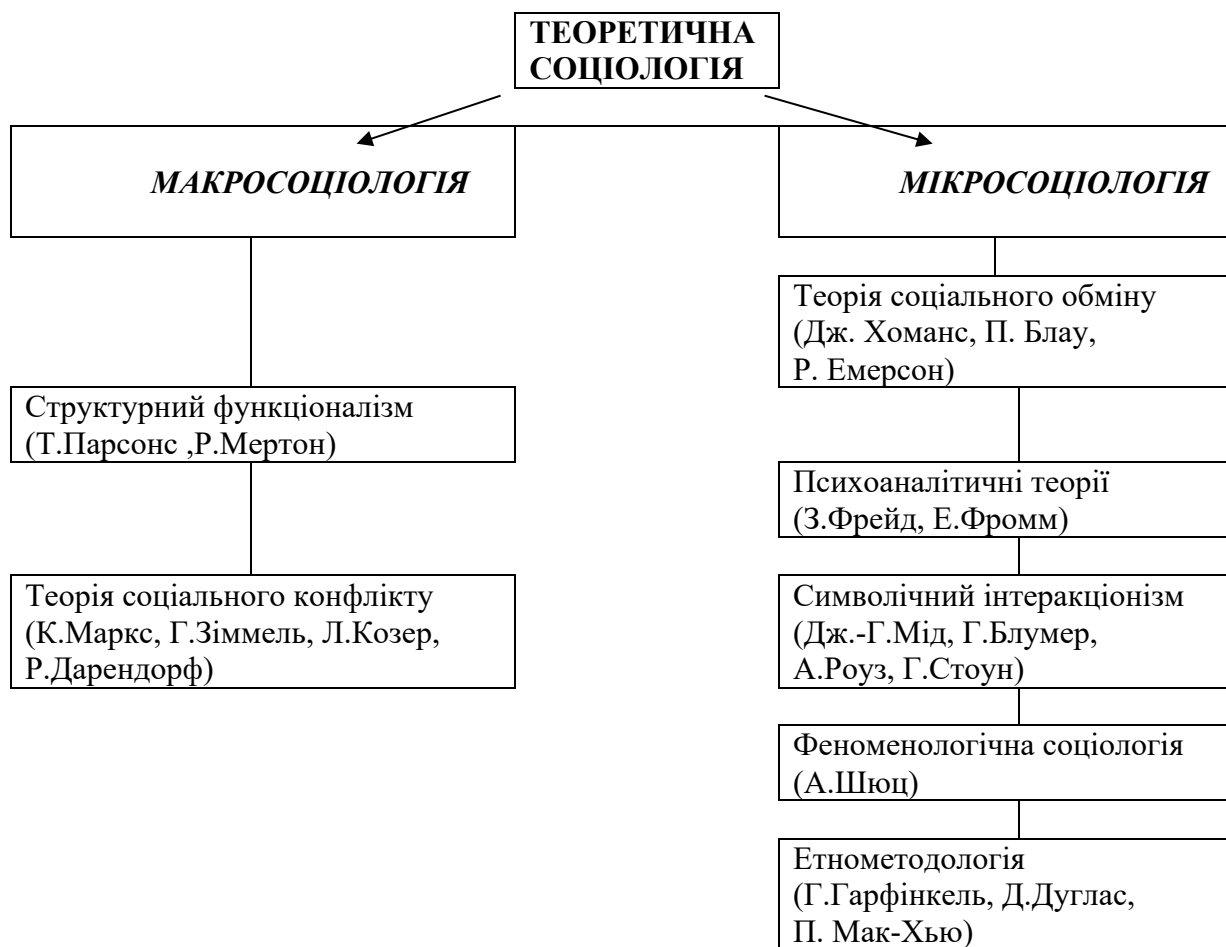 ТЕОРЕТИЧНА
СОЦІОЛОГІЯ
МАКРОСОЦІОЛОГІЯ
МІКРОСОЦІОЛОГІЯ
Теорія соціального обміну
(Дж. Хоманс, П. Блау,
Р. Емерсон)
Структурний функціоналізм
(Т.Парсонс ,Р.Мертон)
Психоаналітичні теорії
(З.Фрейд, Е.Фромм)
Теорія соціального конфлікту
(К.Маркс, Г.Зіммель, Л.Козер,
Р.Дарендорф)
Символічний інтеракціонізм
(Дж.-Г.Мід, Г.Блумер,
А.Роуз, Г.Стоун)
Феноменологічна соціологія
(А.Шюц)
Етнометодологія
(Г.Гарфінкель, Д.Дуглас,
П. Мак-Хью)